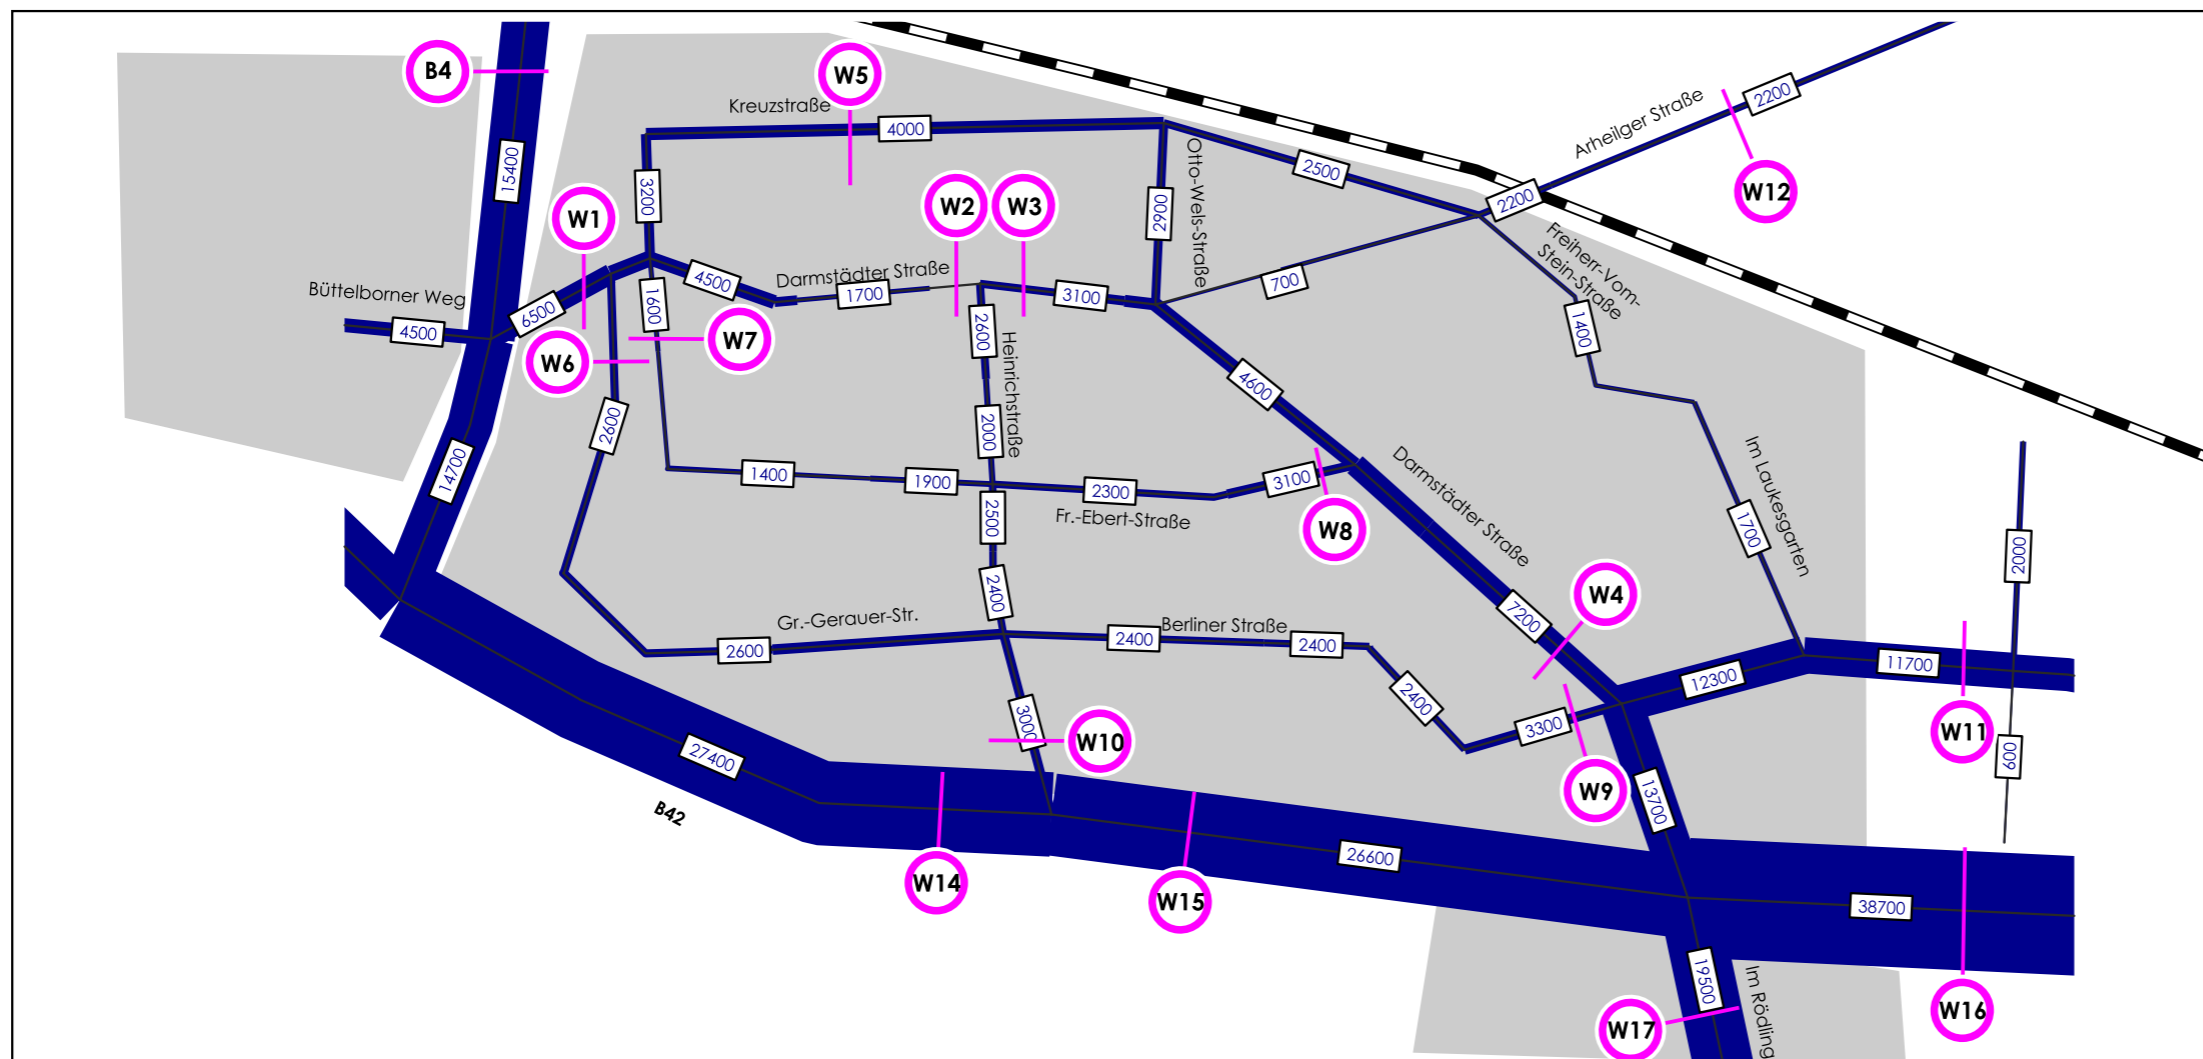 B4
W5
Kreuzstraße
4000
Arheilger Straße
2200
15400
3200
W1
W2
W3
2900
Otto-Wels-Straße
2500
2200
W12
Büttelborner Weg
4500
6500
1600
4500
Darmstädter Straße
1700
3100
700
Freiherr-Vom-
Stein-Straße
1400
W6
W7
2600
Heinrichstraße
2000
4600
2600
14700
1400
1900
2300
Fr.-Ebert-Straße
3100
W8
Darmstädter Straße
Im Laukesgarten
1700
2000
2500
2400
Gr.-Gerauer-Str.
2600
2400
Berliner Straße
2400
2400
7200
W4
12300
11700
W11
600
3000
W10
3300
W9
13700
27400
B42
W14
W15
26600
38700
W16
19500
Im Rödling
W17